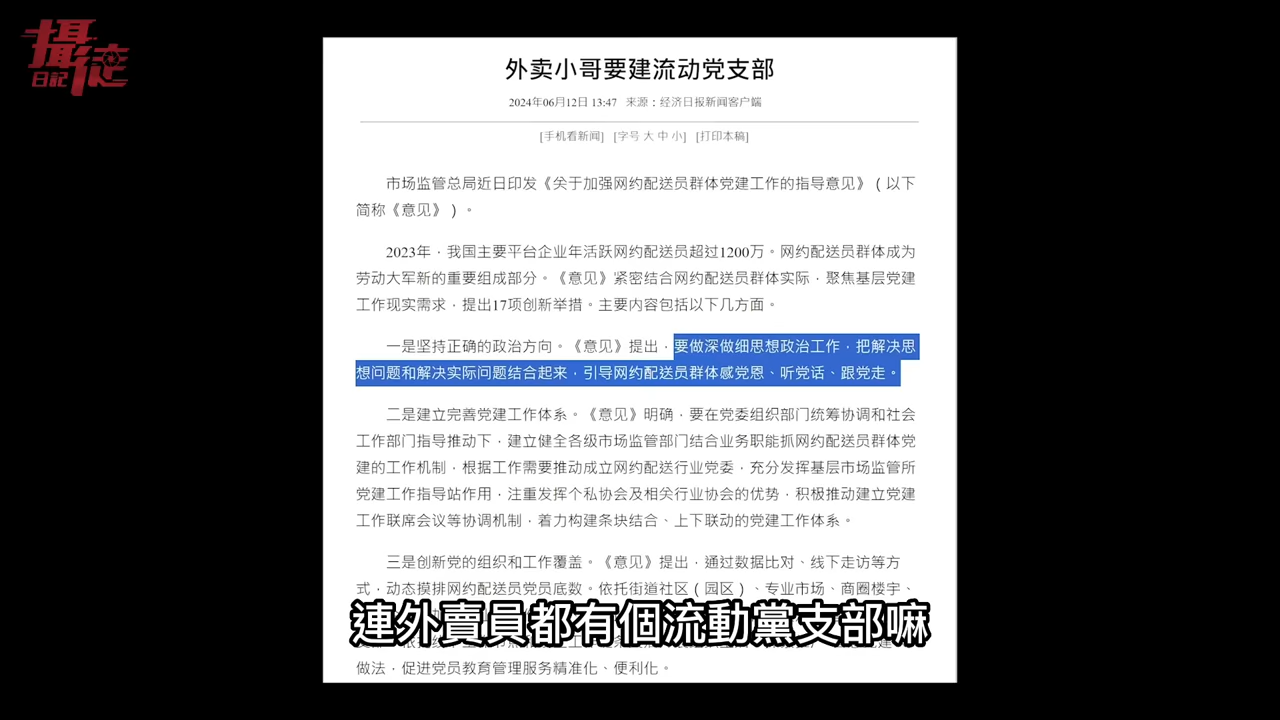 攝徒
日記
外卖小哥要建流动党支部
2024年06月12日 13:47 来源：经济日报新闻客户端
[手机看新闻] [字号 大 中 小] [打印本稿]
市场监管总局近日印发《关于加强网约配送员群体党建工作的指导意见》（以下
简称《意见》）。
2023年，我国主要平台企业年活跃网约配送员超过1200万。网约配送员群体成为
劳动大军新的重要组成部分。《意见》紧密结合网约配送员群体实际，聚焦基层党建
工作现实需求，提出17项创新举措。主要内容包括以下几方面。
一是坚持正确的政治方向。《意见》提出，要做深做细思想政治工作，把解决思
想问题和解决实际问题结合起来，引导网约配送员群体感党恩、听党话、跟党走。
二是建立完善党建工作体系。《意见》明确，要在党委组织部门统筹协调和社会
工作部门指导推动下，建立健全各级市场监管部门结合业务职能抓网约配送员群体党
建的工作机制，根据工作需要推动成立网约配送行业党委，充分发挥基层市场监管所
党建工作指导站作用，注重发挥个私协会及相关行业协会的优势，积极推动建立党建
工作联席会议等协调机制，着力构建条块结合、上下联动的党建工作体系。
三是创新党的组织和工作覆盖。《意见》提出，通过数据比对、线下走访等方
式，动态摸排网约配送员党员底数。依托街道社区（园区）、专业市场、商圈楼宇、
連外賣員都有個流動黨支部嘛
做法，促进党员教育管理服务精准化、便利化。